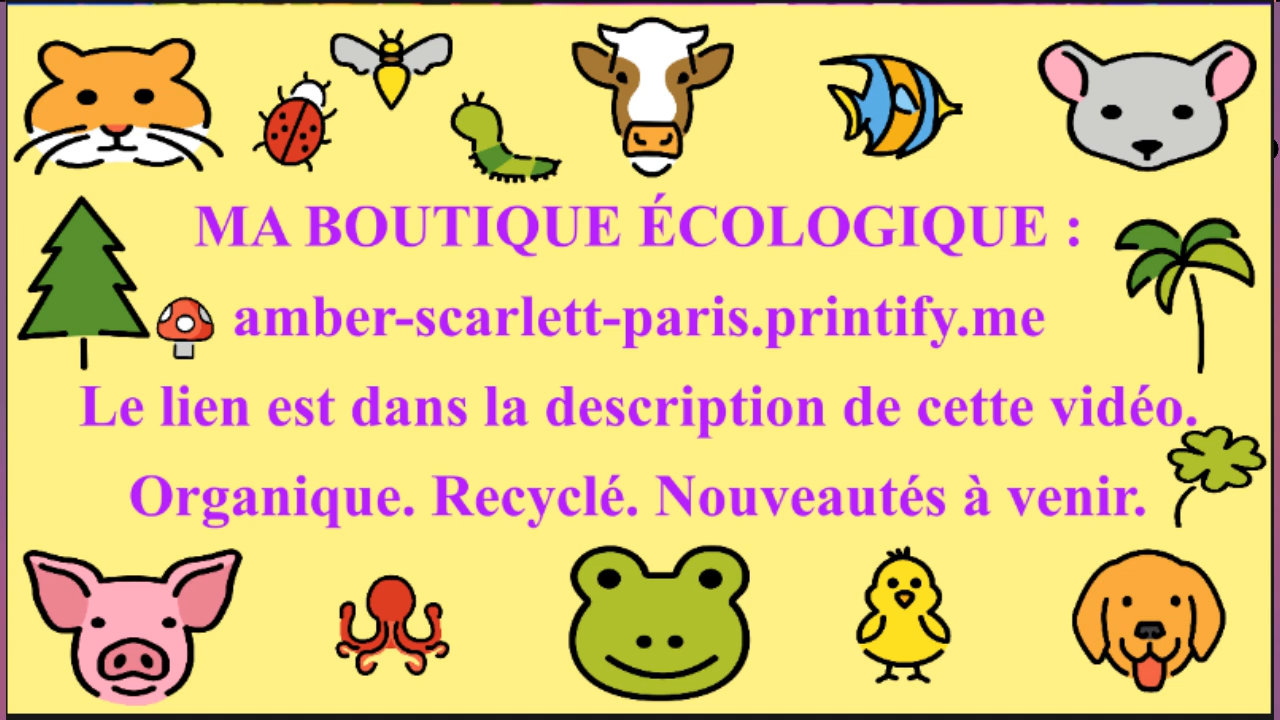 MA BOUTIQUE ÉCOLOGIQUE :
amber-scarlett-paris.printify.me
Le lien est dans la description de cette vidéo.
Organique. Recyclé. Nouveautés à venir.